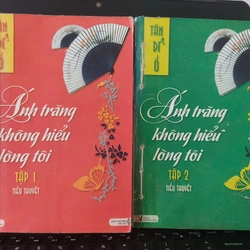 TÂN
DI
Ổ
Ánh trăng
không hiểu
lòng tôi
TẬP 1
TIỂU THUYẾT
TÂN
DI
Ổ
Ánh trăng
không hiểu
lòng tôi
TẬP 2
TIỂU THUYẾT